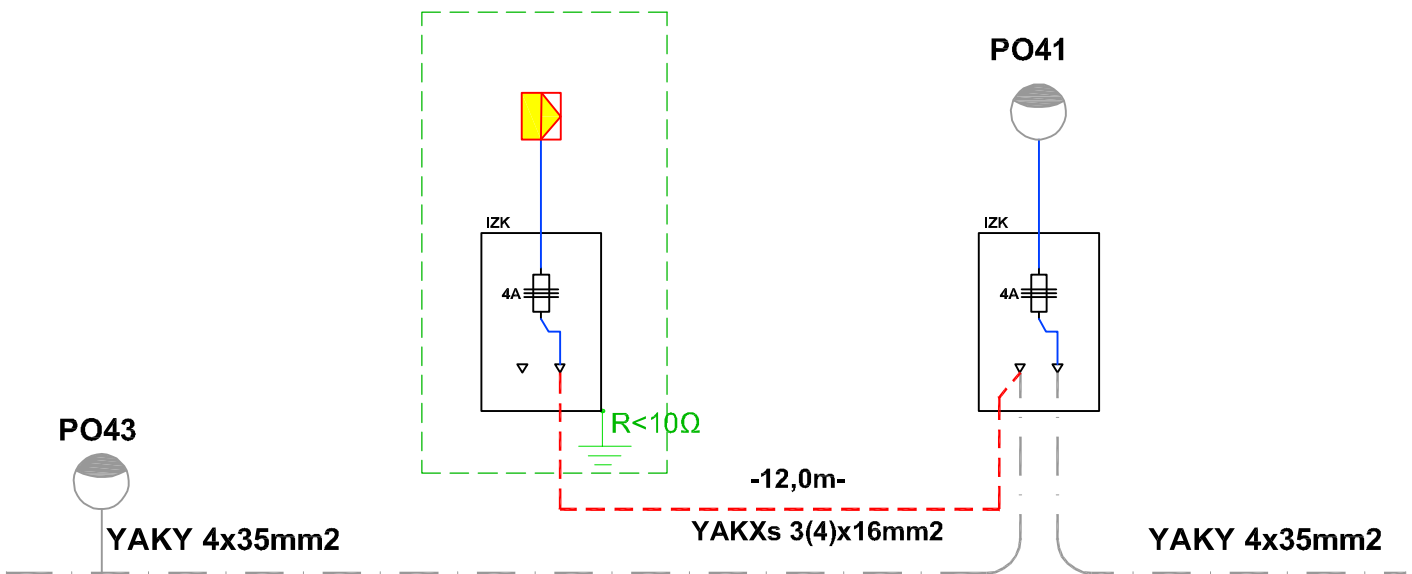 PO41
IZK
IZK
4A
4A
R<10Ω
PO43
-12,0m-
YAKXs 3(4)x16mm2
YAKY 4x35mm2
YAKY 4x35mm2